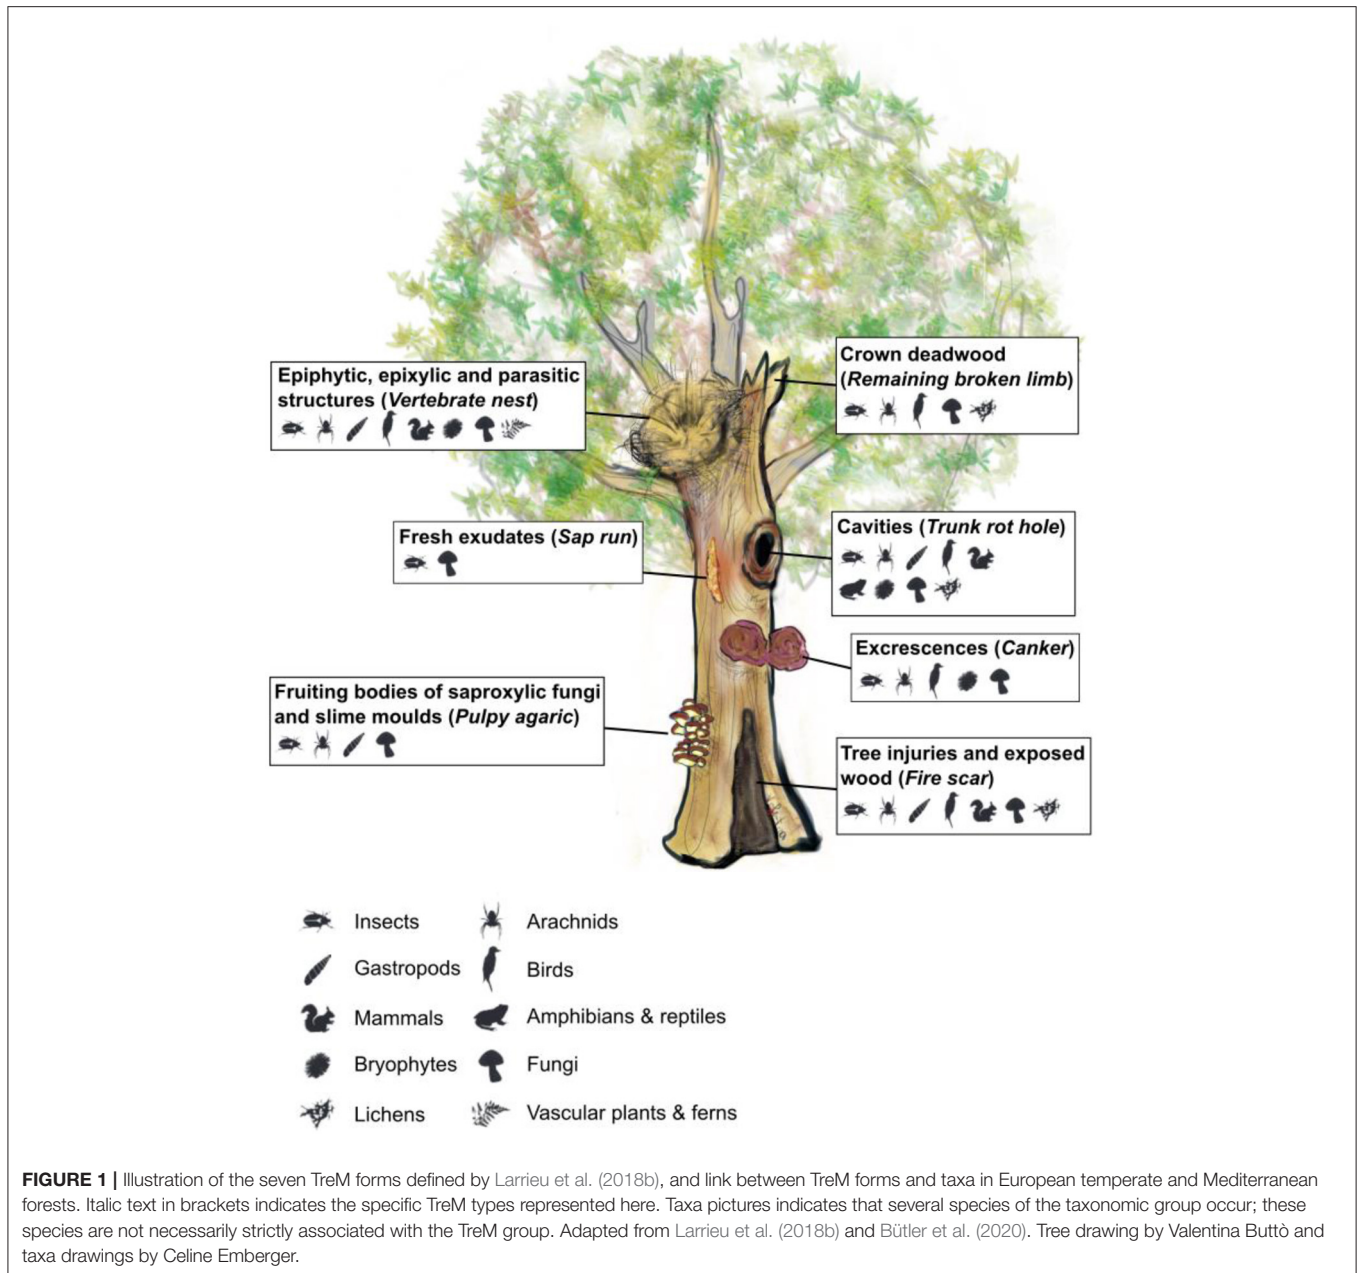 Crown deadwood
(Remaining broken limb)
Epiphytic, epixylic and parasitic
structures (Vertebrate nest)
Cavities (Trunk rot hole)
Fresh exudates (Sap run)
Excrescences (Canker)
Fruiting bodies of saproxylic fungi
and slime moulds (Pulpy agaric)
Tree injuries and exposed
wood (Fire scar)
Insects
Arachnids
Gastropods
Birds
Mammals
Amphibians & reptiles
Bryophytes
Fungi
Lichens
Vascular plants & ferns
FIGURE 1 | Illustration of the seven TreM forms defined by Larrieu et al. (2018b), and link between TreM forms and taxa in European temperate and Mediterranean
forests. Italic text in brackets indicates the specific TreM types represented here. Taxa pictures indicates that several species of the taxonomic group occur; these
species are not necessarily strictly associated with the TreM group. Adapted from Larrieu et al. (2018b) and Bütler et al. (2020). Tree drawing by Valentina Buttò and
taxa drawings by Celine Emberger.